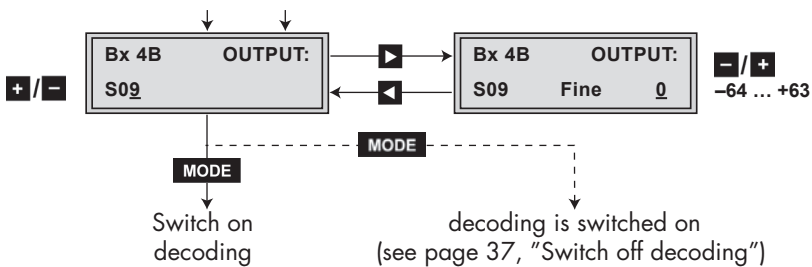 Bx 4B OUTPUT:
S09
+ / −
Bx 4B OUTPUT:
S09 Fine 0
− / +
–64 ... +63
MODE
MODE
Switch on
decoding
decoding is switched on
(see page 37, ”Switch off decoding”)